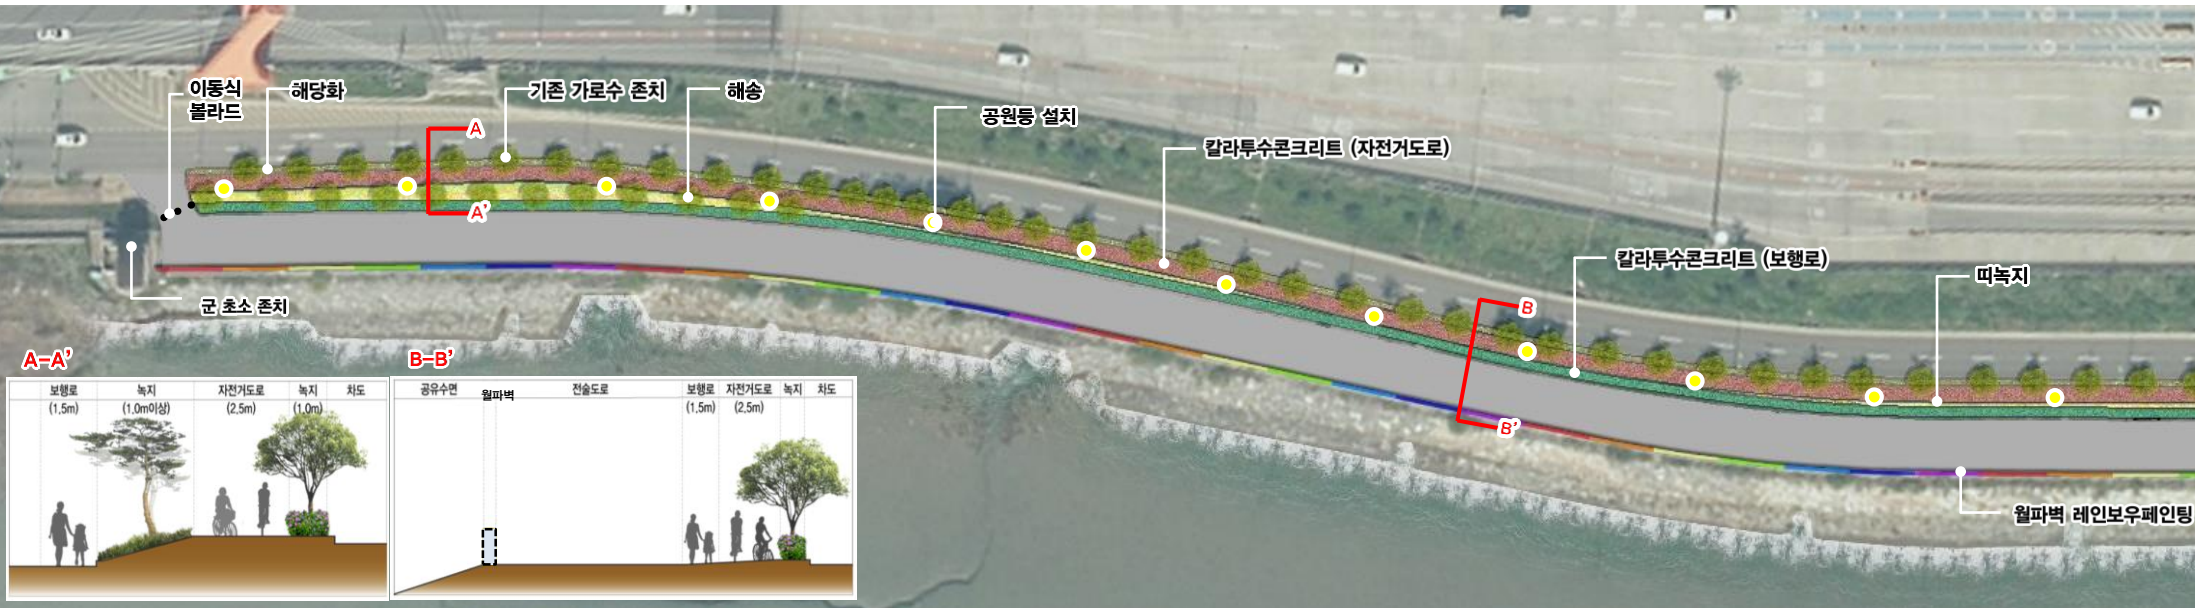 이동식
볼라드
해당화
기존 가로수 존치
해송
공원등 설치
칼라투수콘크리트 (자전거도로)
칼라투수콘크리트 (보행로)
띠녹지
A
A'
B
B'
군 초소 존치
월파벽 레인보우페인팅
A-A'
보행로 녹지 자전거도로 녹지 차도
(1.5m) (1.0m이상) (2.5m) (1.0m)
B-B'
공유수면 월파벽 전술도로 보행로 자전거도로 녹지 차도
(1.5m) (2.5m)